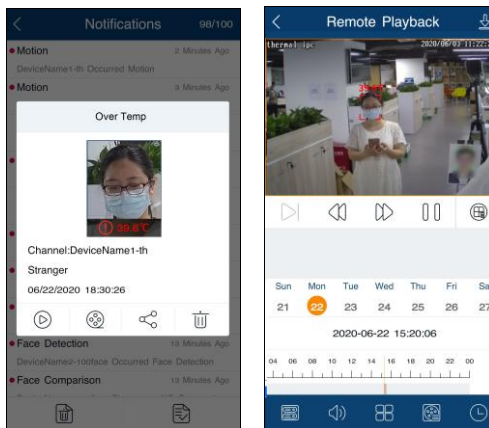 Notifications 98/100
Motion 2 Minutes Ago
DeviceName1-th Occurred Motion
Motion 3 Minutes Ago
Over Temp
39.8℃
Channel:DeviceName1-th
Stranger
06/22/2020 18:30:26
Face Detection 13 Minutes Ago
DeviceName2-100face Occurred Face Detection
Face Comparison 13 Minutes Ago
Remote Playback
thermal ipc
Sun Mon Tue Wed Thu Fri Sa
21 22 23 24 25 26 27
2020-06-22 15:20:06
04 06 08 10 12 14 16 18 20 22 00